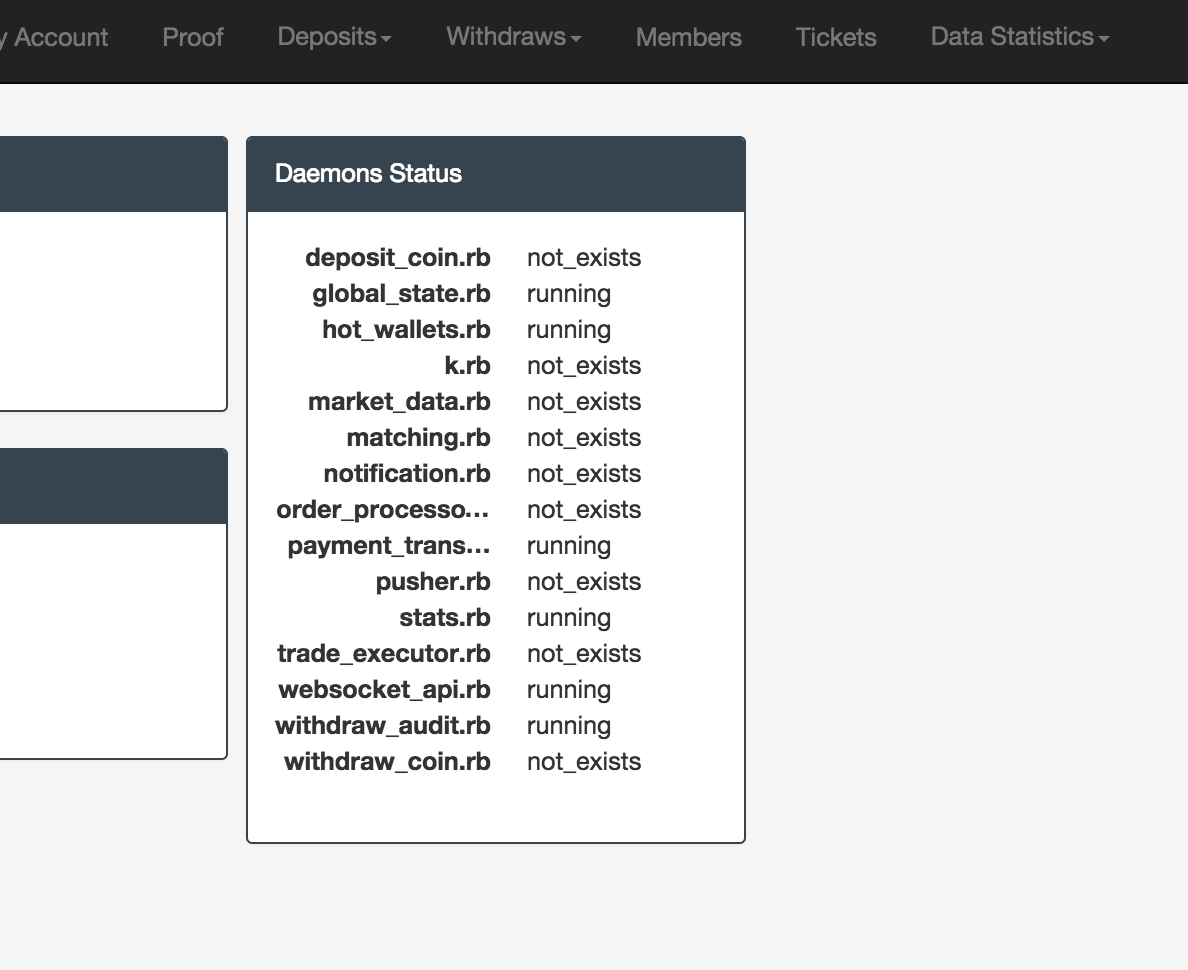 y Account Proof Deposits Withdraws Members Tickets Data Statistics
Daemons Status
deposit_coin.rb not_exists
global_state.rb running
hot_wallets.rb running
k.rb not_exists
market_data.rb not_exists
matching.rb not_exists
notification.rb not_exists
order_processo... not_exists
payment_trans... running
pusher.rb not_exists
stats.rb running
trade_executor.rb not_exists
websocket_api.rb running
withdraw_audit.rb running
withdraw_coin.rb not_exists